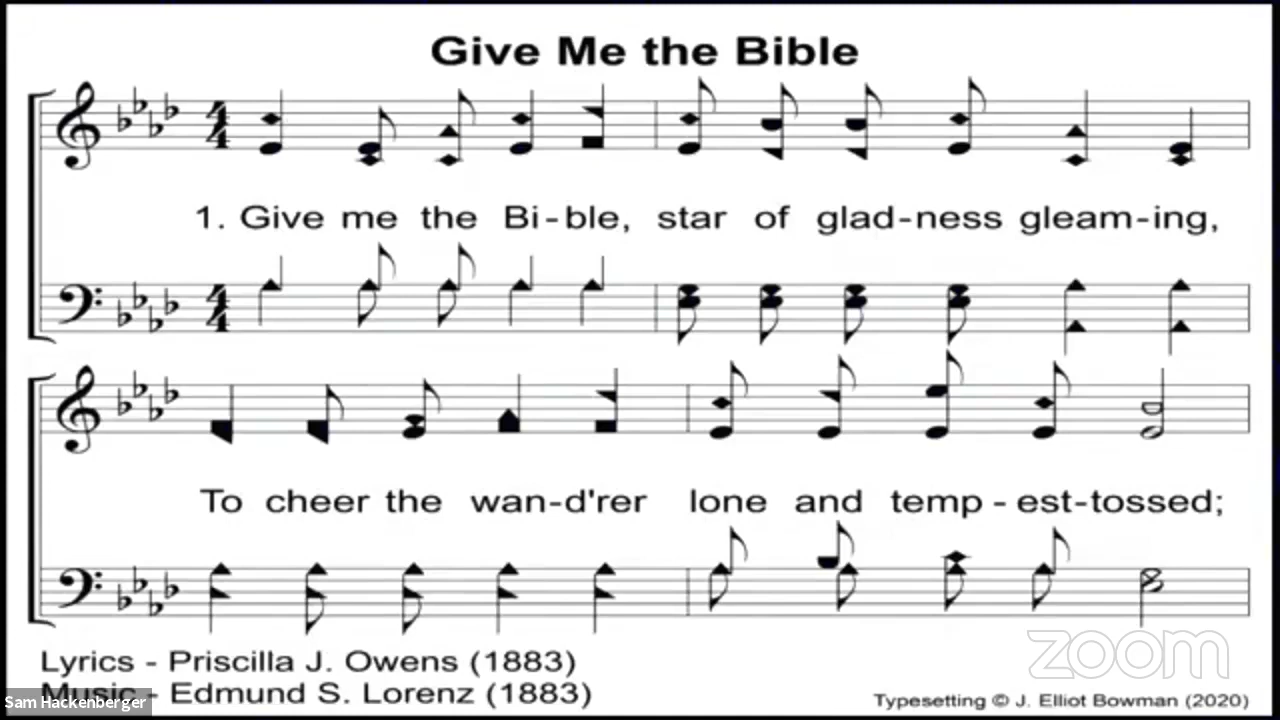 Give Me the Bible
1. Give me the Bi-ble, star of glad-ness gleam-ing,
To cheer the wan-d'rer lone and temp - est-tossed;
Lyrics - Priscilla J. Owens (1883)
Music - Edmund S. Lorenz (1883)
Sam Hackenberger
zoom
Typesetting © J. Elliot Bowman (2020)